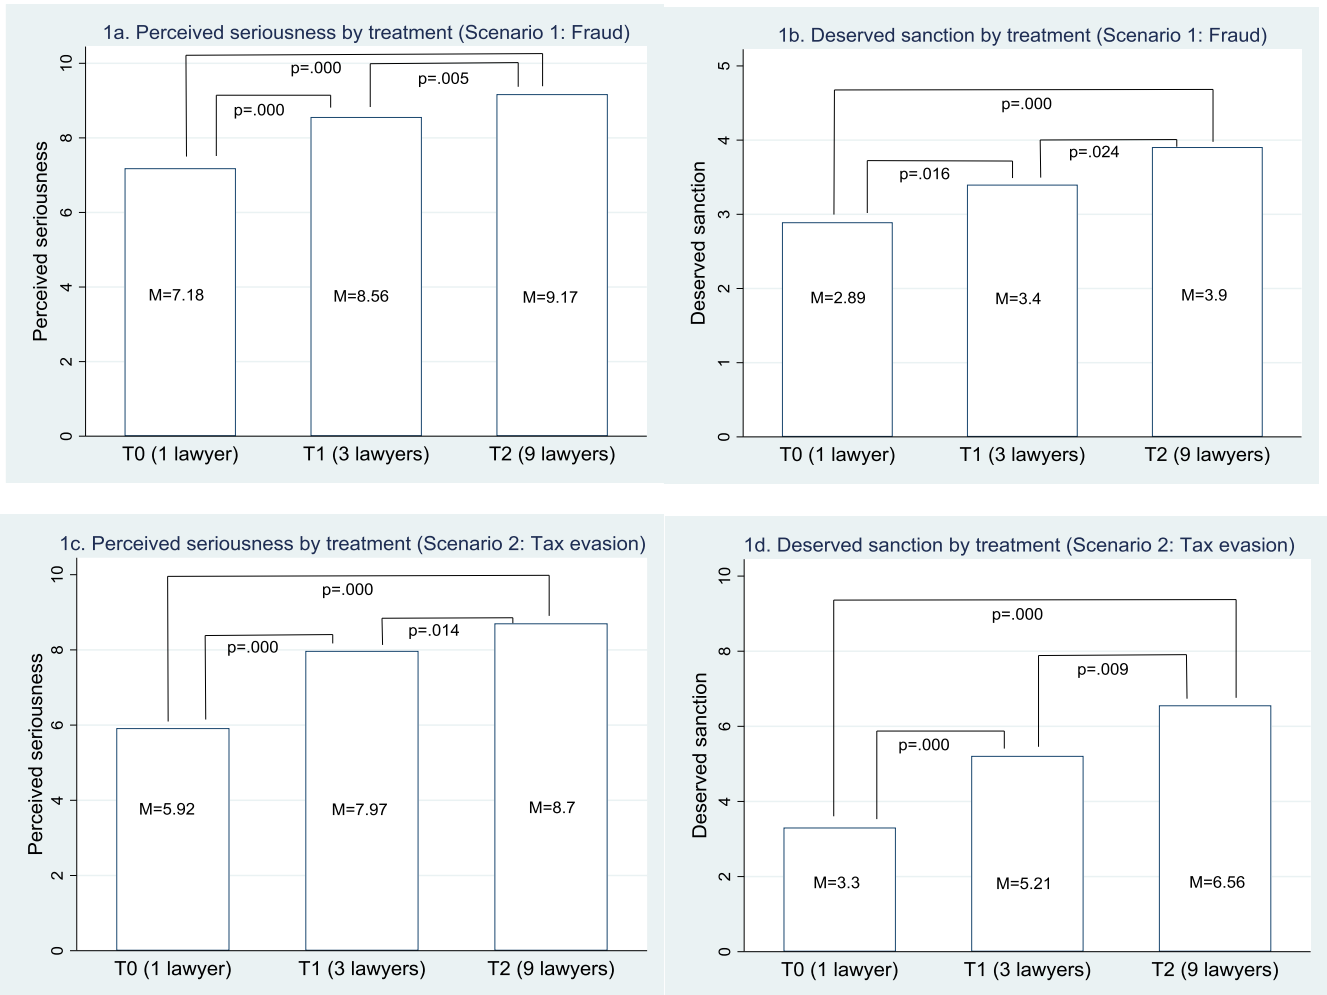 1a. Perceived seriousness by treatment (Scenario 1: Fraud)
Perceived seriousness
10
8
6
4
2
0
p=.000
p=.005
p=.000
M=7.18
M=8.56
M=9.17
T0 (1 lawyer)
T1 (3 lawyers)
T2 (9 lawyers)
1b. Deserved sanction by treatment (Scenario 1: Fraud)
Deserved sanction
5
4
3
2
1
0
p=.000
p=.024
p=.016
M=2.89
M=3.4
M=3.9
T0 (1 lawyer)
T1 (3 lawyers)
T2 (9 lawyers)
1c. Perceived seriousness by treatment (Scenario 2: Tax evasion)
Perceived seriousness
10
8
6
4
2
0
p=.000
p=.014
p=.000
M=5.92
M=7.97
M=8.7
T0 (1 lawyer)
T1 (3 lawyers)
T2 (9 lawyers)
1d. Deserved sanction by treatment (Scenario 2: Tax evasion)
Deserved sanction
10
8
6
4
2
0
p=.000
p=.009
p=.000
M=3.3
M=5.21
M=6.56
T0 (1 lawyer)
T1 (3 lawyers)
T2 (9 lawyers)